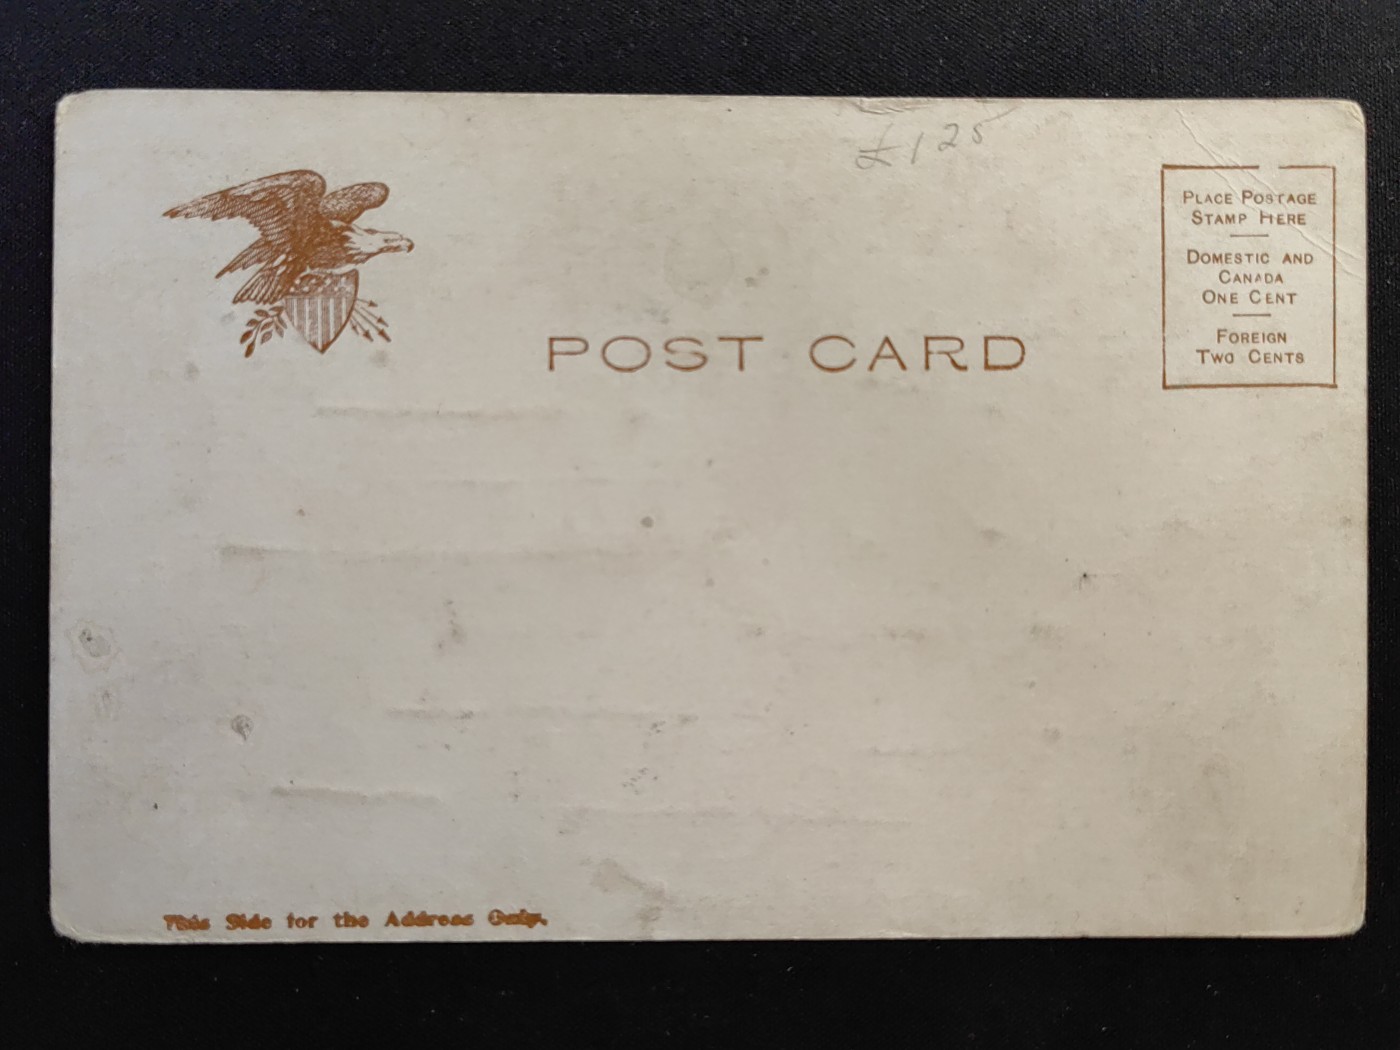 £125
PLACE POSTAGE
STAMP HERE
DOMESTIC AND
CANADA
ONE CENT
FOREIGN
TWO CENTS
POST CARD
This Side for the Address Only.